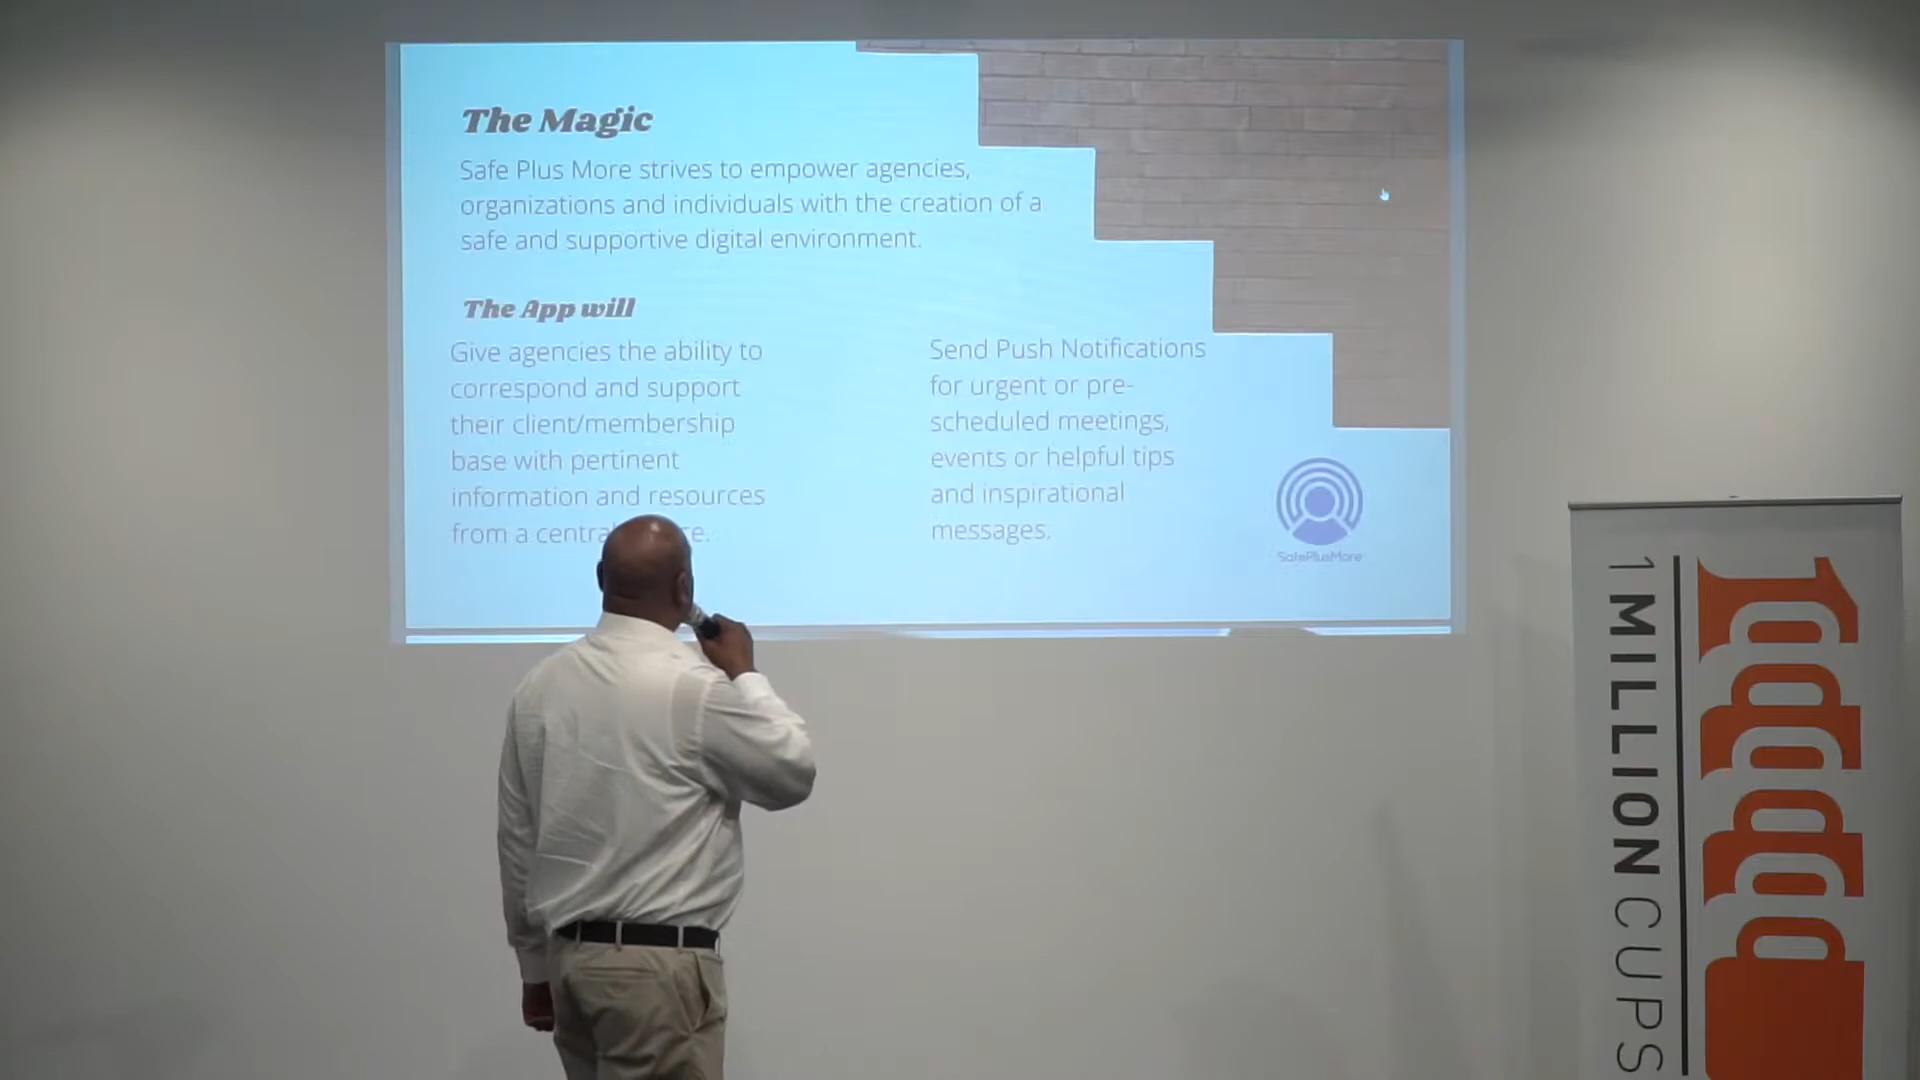 The Magic
Safe Plus More strives to empower agencies,
organizations and individuals with the creation of a
safe and supportive digital environment.
The App will
Give agencies the ability to
correspond and support
their client/membership
base with pertinent
information and resources
from a
Send Push Notifications
for urgent or pre-
scheduled meetings,
events or helpful tips
and inspirational
messages.
SafePlusMore
1 MILLION CUPS